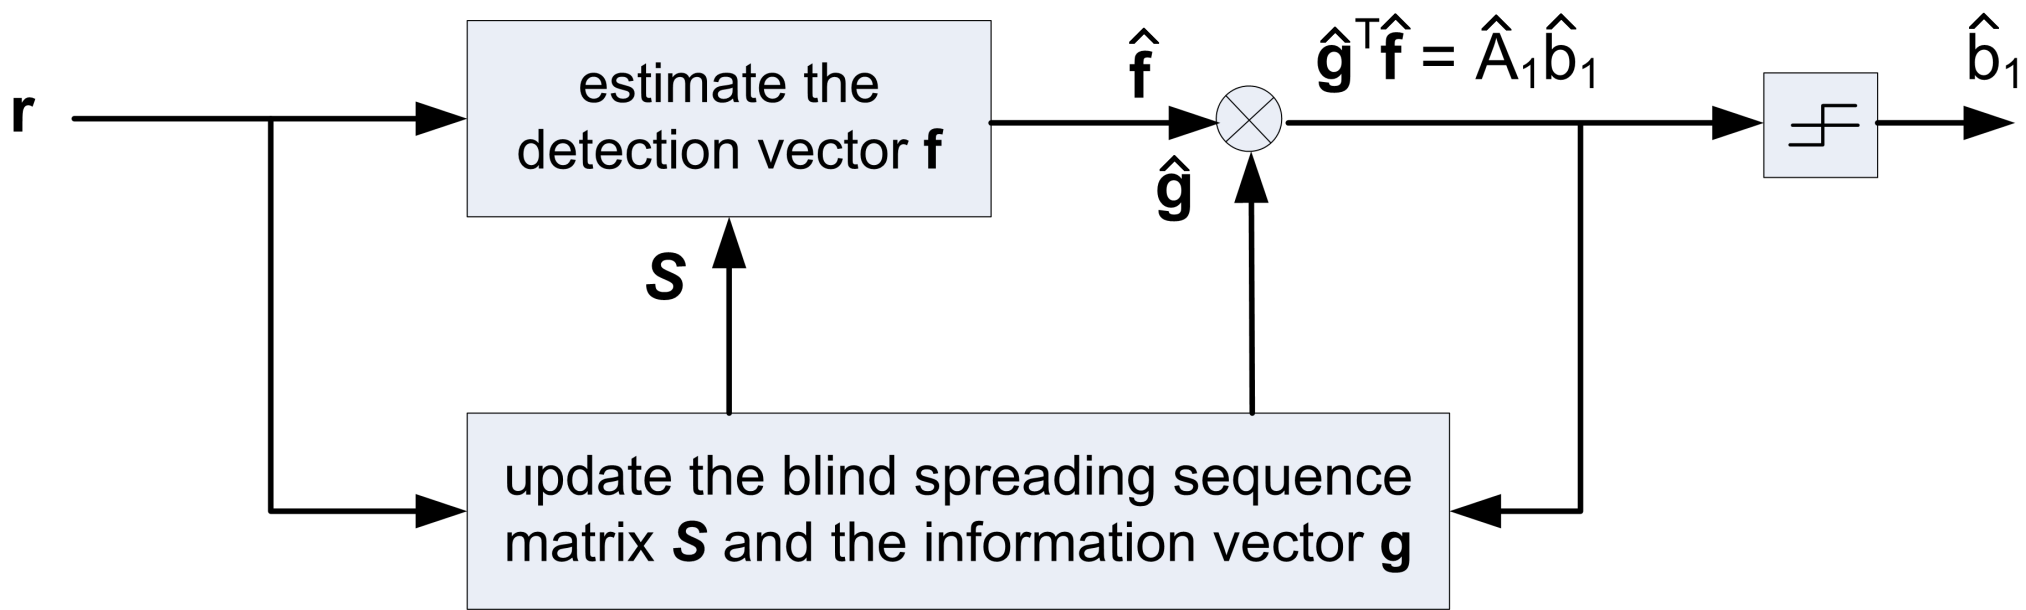 r
estimate the
detection vector f
f̂
ĝᵀf̂ = Â₁b̂₁
b̂₁
ĝ
S
update the blind spreading sequence
matrix S and the information vector g